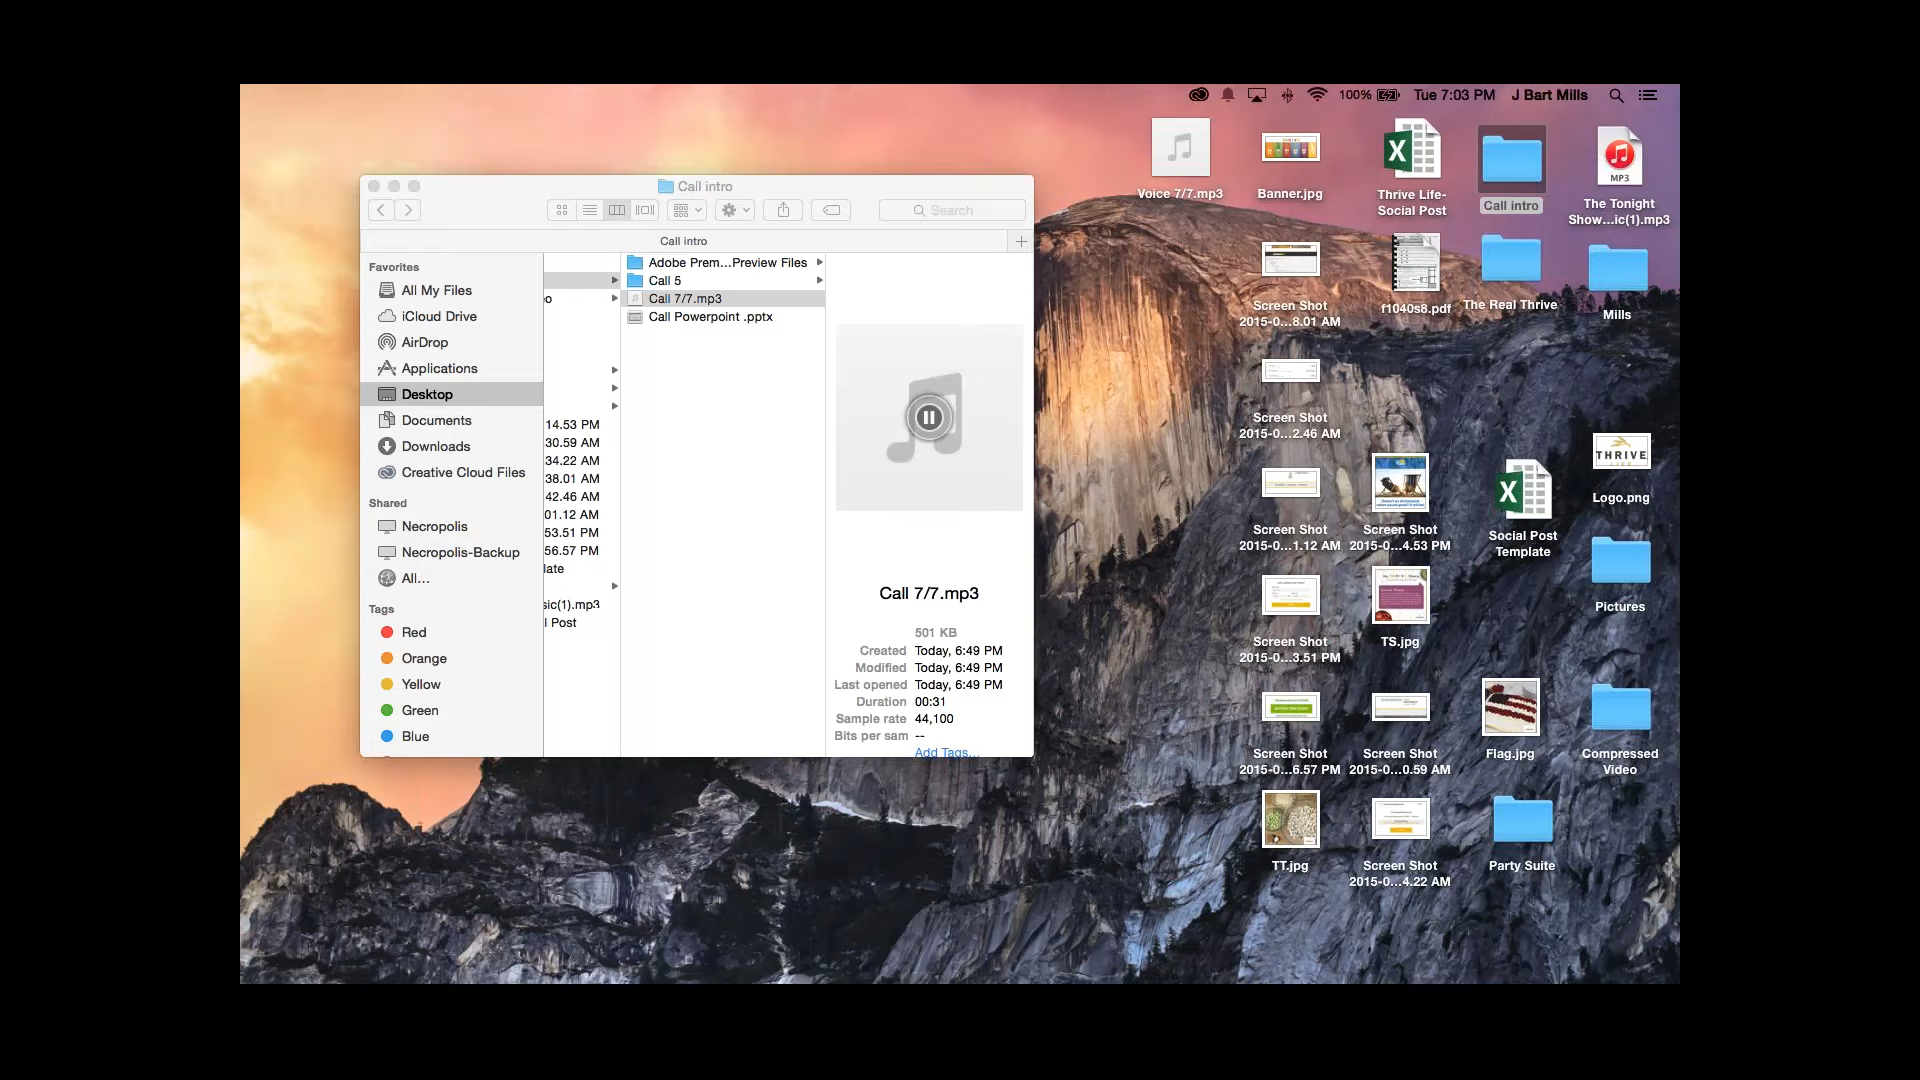 100%
Tue 7:03 PM
J Bart Mills
Call intro
Search
Call intro
Favorites
All My Files
iCloud Drive
AirDrop
Applications
Desktop
Documents
Downloads
Creative Cloud Files
Shared
Necropolis
Necropolis-Backup
All...
Tags
Red
Orange
Yellow
Green
Blue
o
14.53 PM
30.59 AM
34.22 AM
38.01 AM
42.46 AM
01.12 AM
53.51 PM
56.57 PM
late
sic(1).mp3
l Post
Adobe Prem...Preview Files
Call 5
Call 7/7.mp3
Call Powerpoint .pptx
Call 7/7.mp3
501 KB
Created Today, 6:49 PM
Modified Today, 6:49 PM
Last opened Today, 6:49 PM
Duration 00:31
Sample rate 44,100
Bits per sam --
Add Tags...
Voice 7/7.mp3
Banner.jpg
Thrive Life-
Social Post
Call intro
MP3
The Tonight
Show...ic(1).mp3
Screen Shot
2015-0...8.01 AM
f1040s8.pdf
The Real Thrive
Mills
Screen Shot
2015-0...2.46 AM
THRIVE
LIFE
Logo.png
Screen Shot
2015-0...1.12 AM
Screen Shot
2015-0...4.53 PM
Social Post
Template
Pictures
Screen Shot
2015-0...3.51 PM
TS.jpg
Screen Shot
2015-0...6.57 PM
Screen Shot
2015-0...0.59 AM
Flag.jpg
Compressed
Video
TT.jpg
Screen Shot
2015-0...4.22 AM
Party Suite